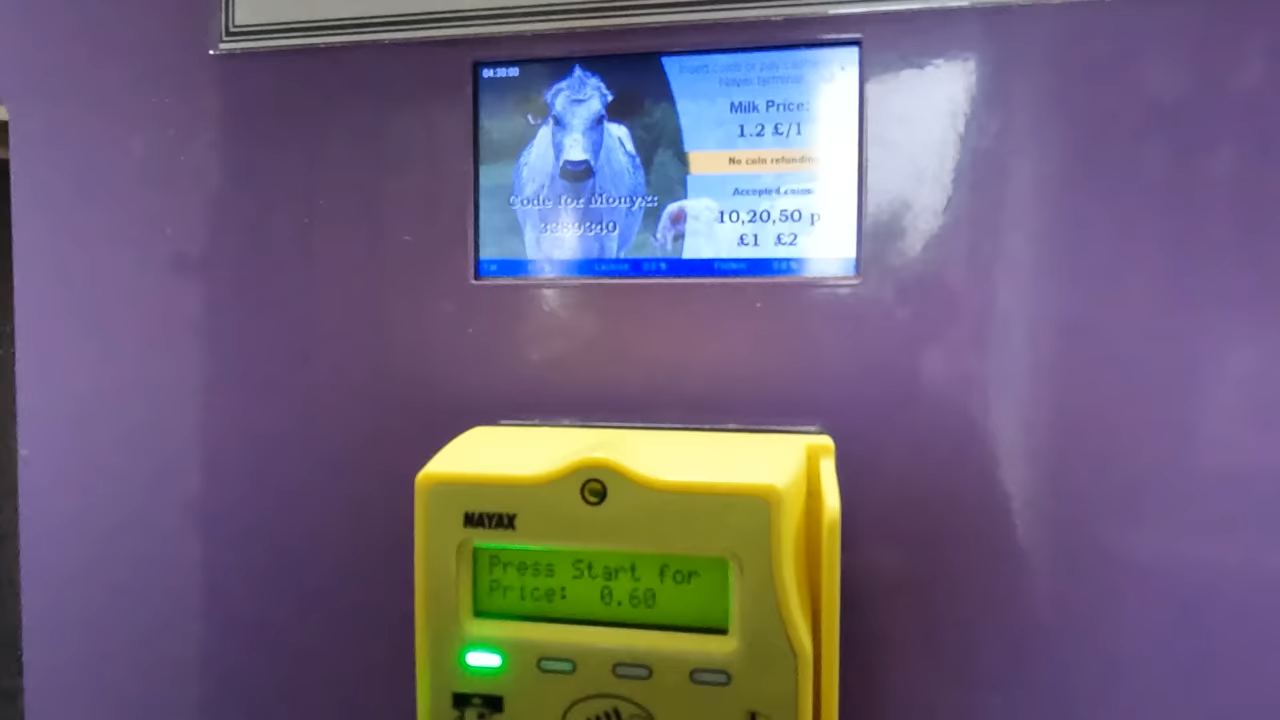 04:30:00
Insert coins or pay cashless
Nayax terminal
Milk Price:
1.2 £/1
No coin refunding
Code for Monyx:
3389340
Accepted coins:
10,20,50 p
£1 £2
NAYAX
Press Start for
Price: 0.60